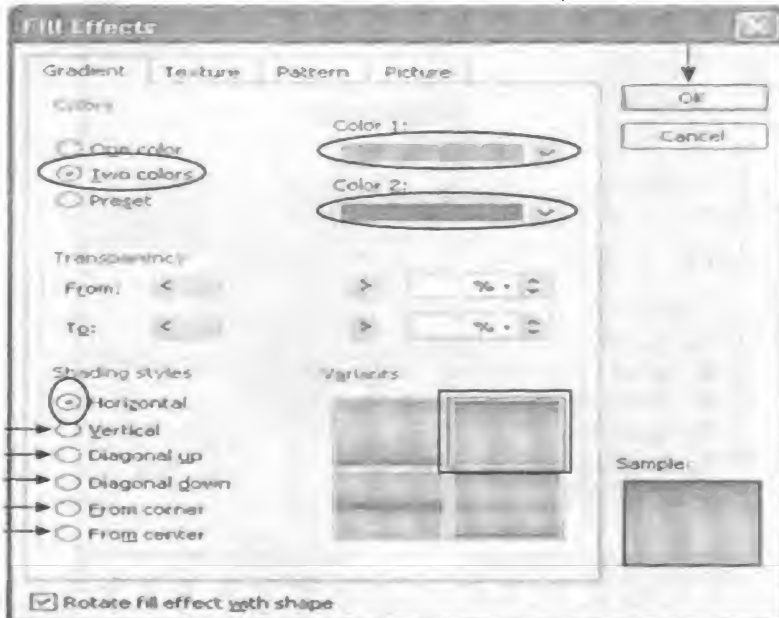 Fill Effects
Gradient Texture Pattern Picture
OK
Cancel
Colors
One color
Two colors
Preset
Color 1:
Color 2:
Transparency
From: < > %
To: < > %
Shading styles
Horizontal
Vertical
Diagonal up
Diagonal down
From corner
From center
Variants
Sample:
Rotate fill effect with shape